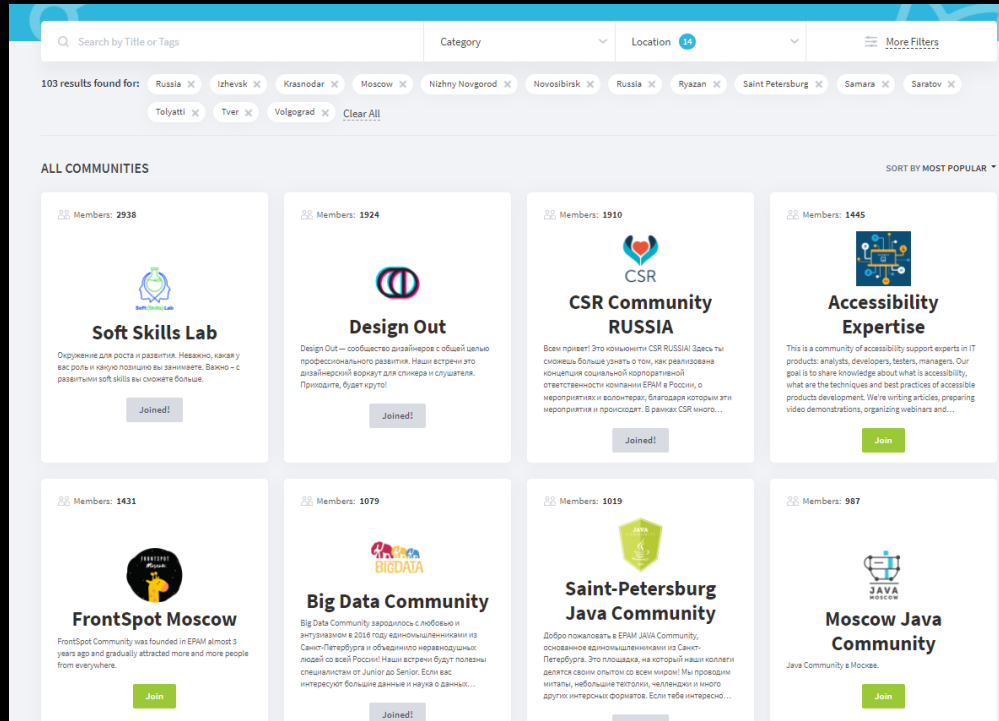 Search by Title or Tags
Category
Location 14
More Filters
103 results found for: Russia Izhevsk Krasnodar Moscow Nizhny Novgorod Novosibirsk Russia Ryazan Saint Petersburg Samara Saratov
Tolyatti Tver Volgograd Clear All
ALL COMMUNITIES
SORT BY MOST POPULAR
Members: 2938
Soft Skills Lab
Soft Skills Lab
Окружение для роста и развития. Неважно, какая у
вас роль и какую позицию вы занимаете. Важно – с
развитыми soft skills вы сможете больше.
Joined!
Members: 1924
Design Out
Design Out — сообщество дизайнеров с общей целью
профессионального развития. Наши встречи это
дизайнерский воркаут для спикера и слушателя.
Приходите, будет круто!
Joined!
Members: 1910
CSR
CSR Community
RUSSIA
Всем привет! Это комьюнити CSR RUSSIA! Здесь ты
сможешь больше узнать о том, как реализована
концепция социальной корпоративной
ответственности компании EPAM в России, о
мероприятиях и волонтерах, благодаря которым эти
мероприятия и происходят. В рамках CSR много...
Joined!
Members: 1445
Accessibility
Expertise
This is a community of accessibility support experts in IT
products: analysts, developers, testers, managers. Our
goal is to share knowledge about what is accessibility,
what are the techniques and best practices of accessible
products development. We're writing articles, preparing
video demonstrations, organizing webinars and...
Join
Members: 1431
FRONTSPOT
Moscow
FrontSpot Moscow
FrontSpot Community was founded in EPAM almost 3
years ago and gradually attracted more and more people
from everywhere.
Join
Members: 1079
BIGDATA
Big Data Community
Big Data Community зародилось с любовью и
энтузиазмом в 2016 году единомышленниками из
Санкт-Петербурга и объединило неравнодушных
людей со всей России! Наши встречи будут полезны
специалистам от Junior до Senior. Если вас
интересуют большие данные и наука о данных...
Joined!
Members: 1019
JAVA
Saint-Petersburg
Java Community
Добро пожаловать в EPAM JAVA Community,
основанное единомышленниками из Санкт-
Петербурга. Это площадка, на который наши коллеги
делятся своим опытом со всем миром! Мы проводим
митапы, небольшие техтолки, челленджи и много
других интерсных форматов. Если тебе интересно...
Members: 987
JAVA
MOSCOW
Moscow Java
Community
Java Community в Москве.
Join